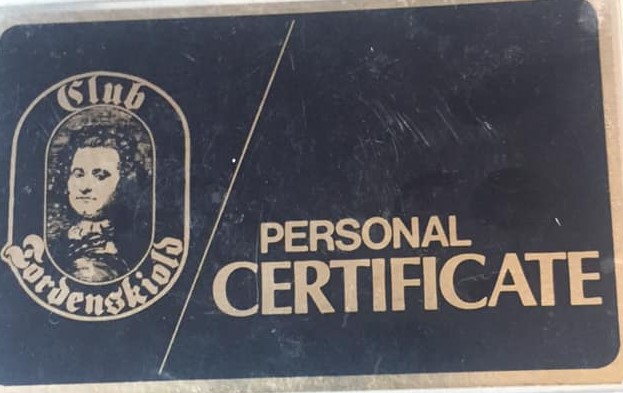 Club
Tordenskiold
PERSONAL
CERTIFICATE